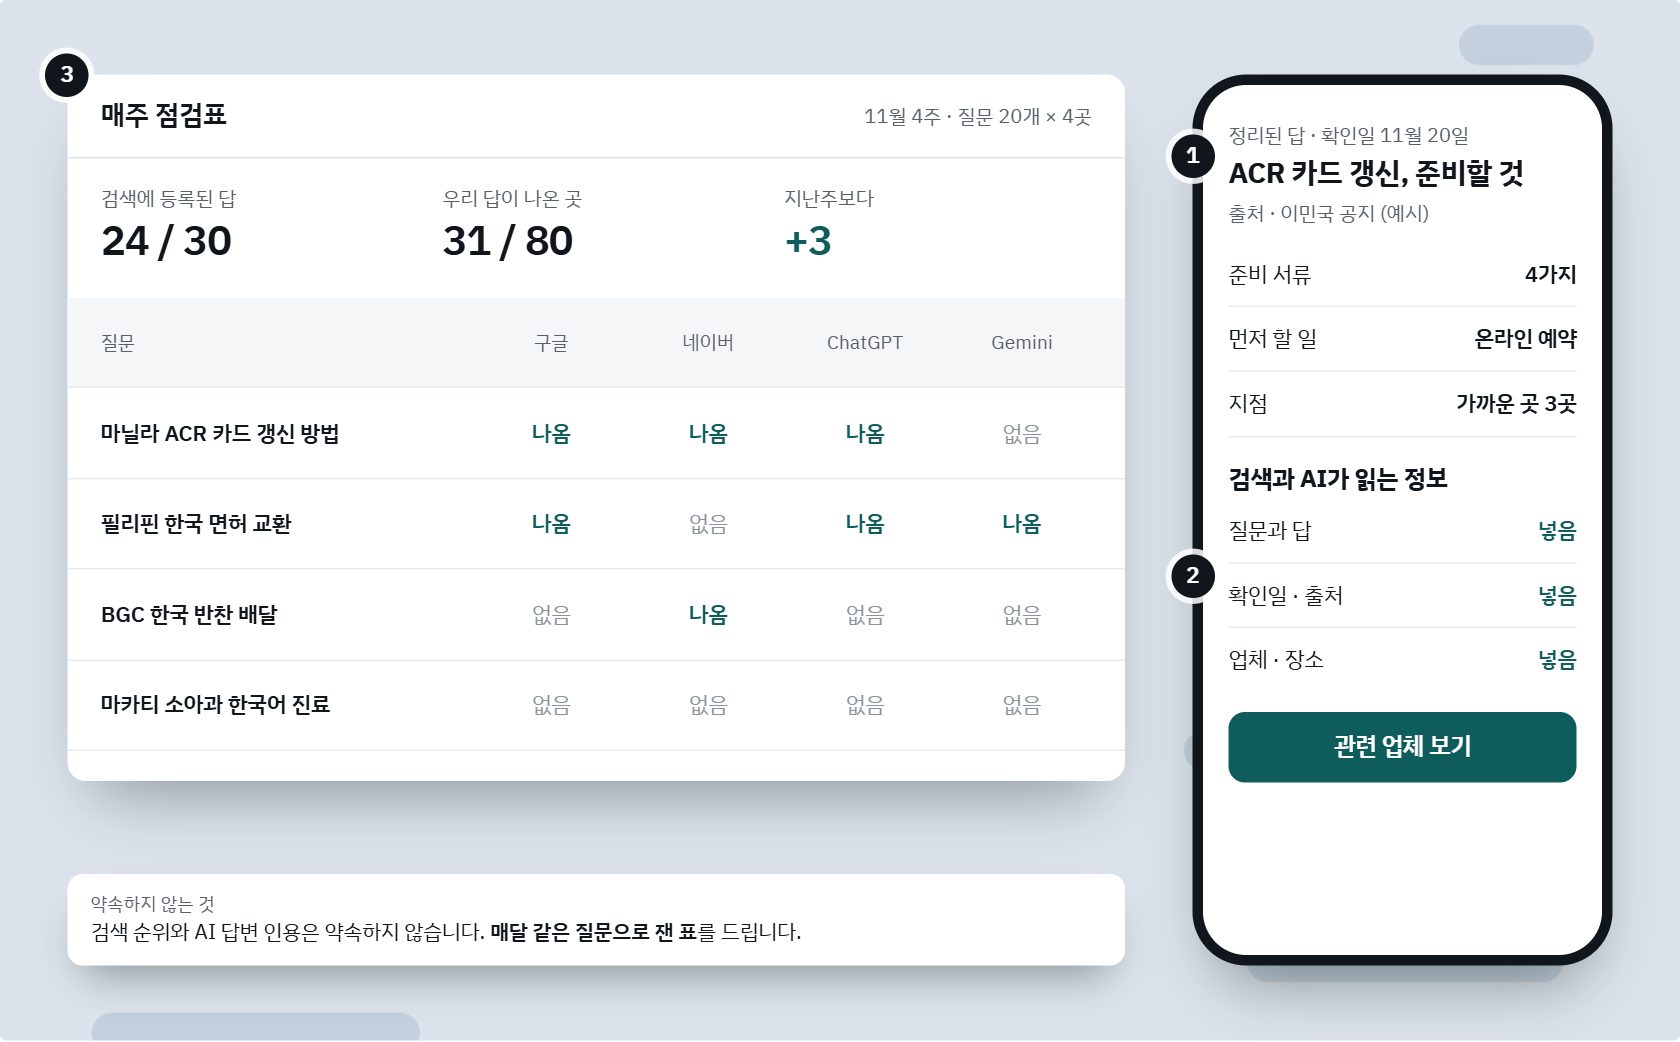 3
매주 점검표
11월 4주 · 질문 20개 × 4곳
검색에 등록된 답
우리 답이 나온 곳
지난주보다
24 / 30
31 / 80
+3
질문 구글 네이버 ChatGPT Gemini
마닐라 ACR 카드 갱신 방법 나옴 나옴 나옴 없음
필리핀 한국 면허 교환 나옴 없음 나옴 나옴
BGC 한국 반찬 배달 없음 나옴 없음 없음
마카티 소아과 한국어 진료 없음 없음 없음 없음
약속하지 않는 것
검색 순위와 AI 답변 인용은 약속하지 않습니다. 매달 같은 질문으로 잰 표를 드립니다.
1
정리된 답 · 확인일 11월 20일
ACR 카드 갱신, 준비할 것
출처 · 이민국 공지 (예시)
준비 서류 4가지
먼저 할 일 온라인 예약
지점 가까운 곳 3곳
검색과 AI가 읽는 정보
질문과 답 넣음
2
확인일 · 출처 넣음
업체 · 장소 넣음
관련 업체 보기